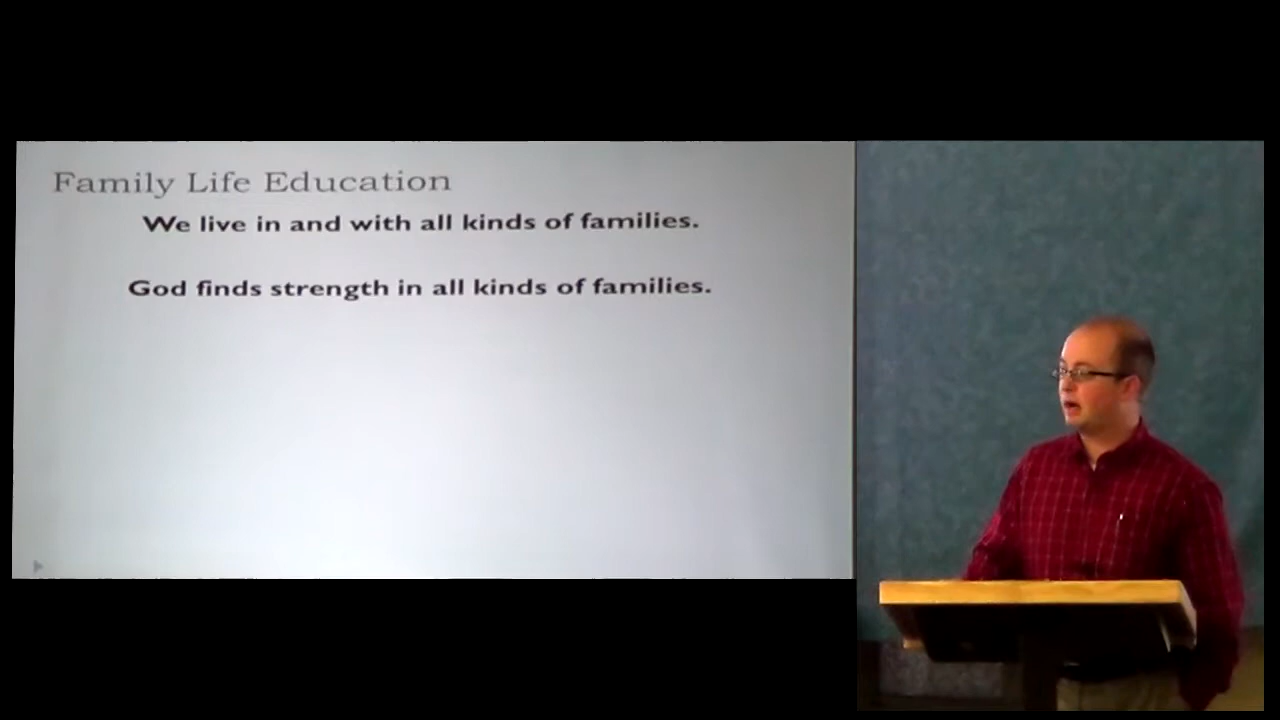 Family Life Education
We live in and with all kinds of families.
God finds strength in all kinds of families.